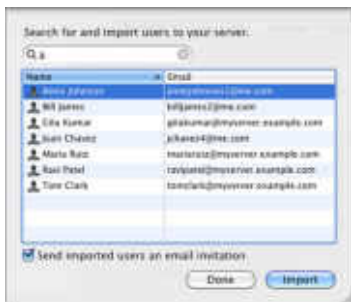 Search for and import users to your server.
a
Name Email
Anne Johnson
Bill James billjames2@me.com
Gita Kumar gitakumar@myserver.example.com
Juan Chavez jchavez4@me.com
Maria Ruiz mariaruiz@myserver.example.com
Ravi Patel ravipatel@myserver.example.com
Tom Clark tomclark@myserver.example.com
Send imported users an email invitation
Done Import